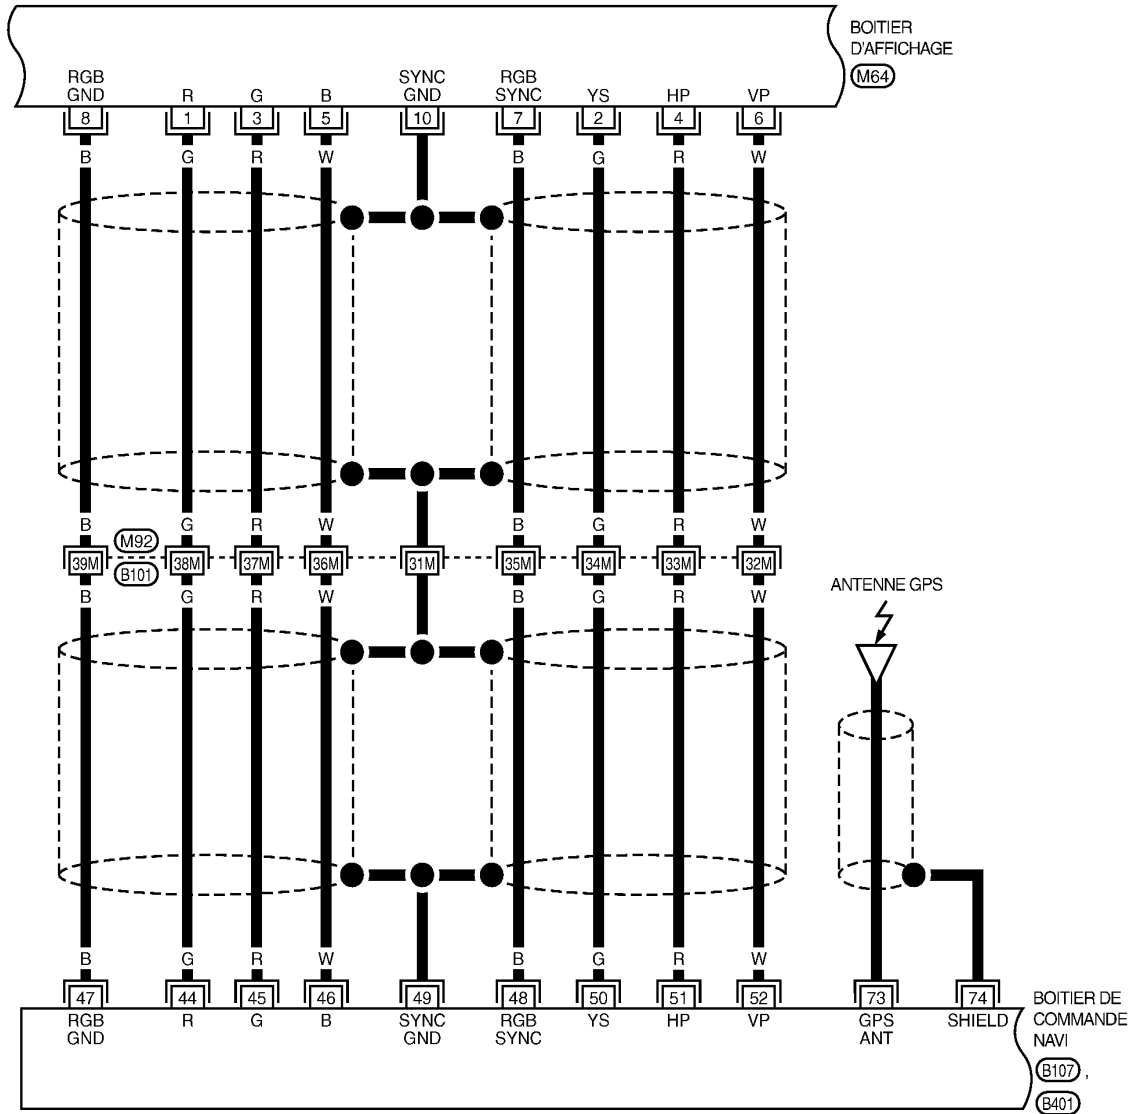 BOITIER
D'AFFICHAGE
M64
RGB GND R G B SYNC GND RGB SYNC YS HP VP
8 1 3 5 10 7 2 4 6
B G R W B G R W
B G R W B G R W
M92
39M 38M 37M 36M 31M 35M 34M 33M 32M
B101
B G R W B G R W
ANTENNE GPS
B G R W B G R W
47 44 45 46 49 48 50 51 52 73 74
RGB GND R G B SYNC GND RGB SYNC YS HP VP GPS ANT SHIELD
BOITIER DE
COMMANDE
NAVI
B107 ,
B401